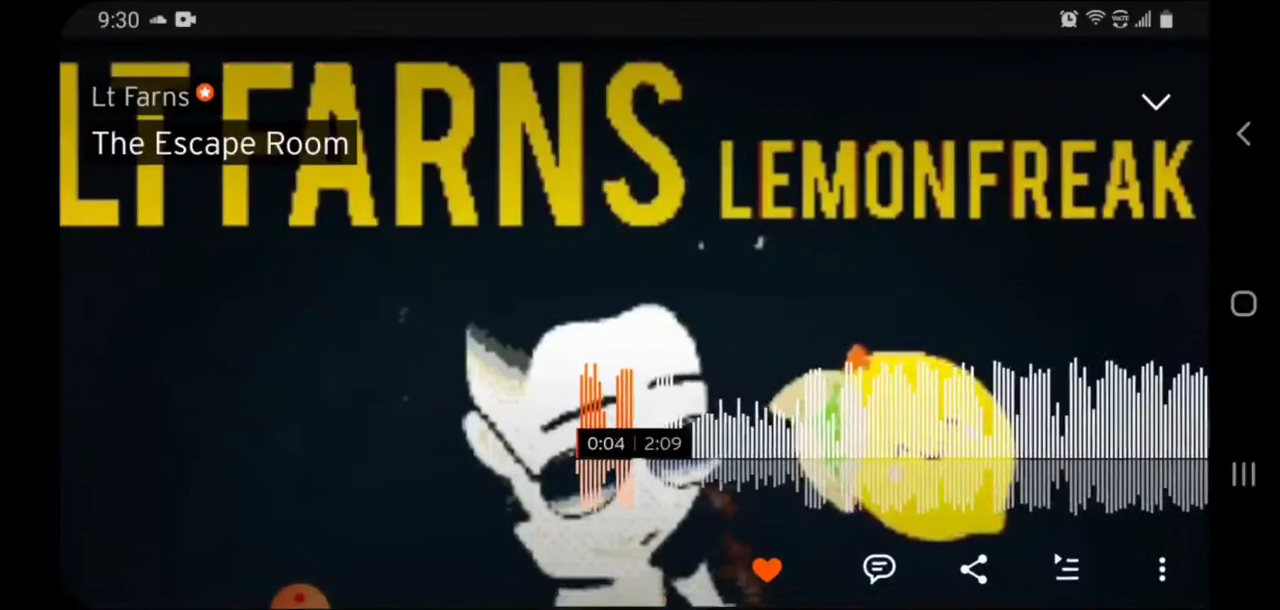 9:30
LT FARNS LEMONFREAK
Lt Farns
The Escape Room
0:04 | 2:09